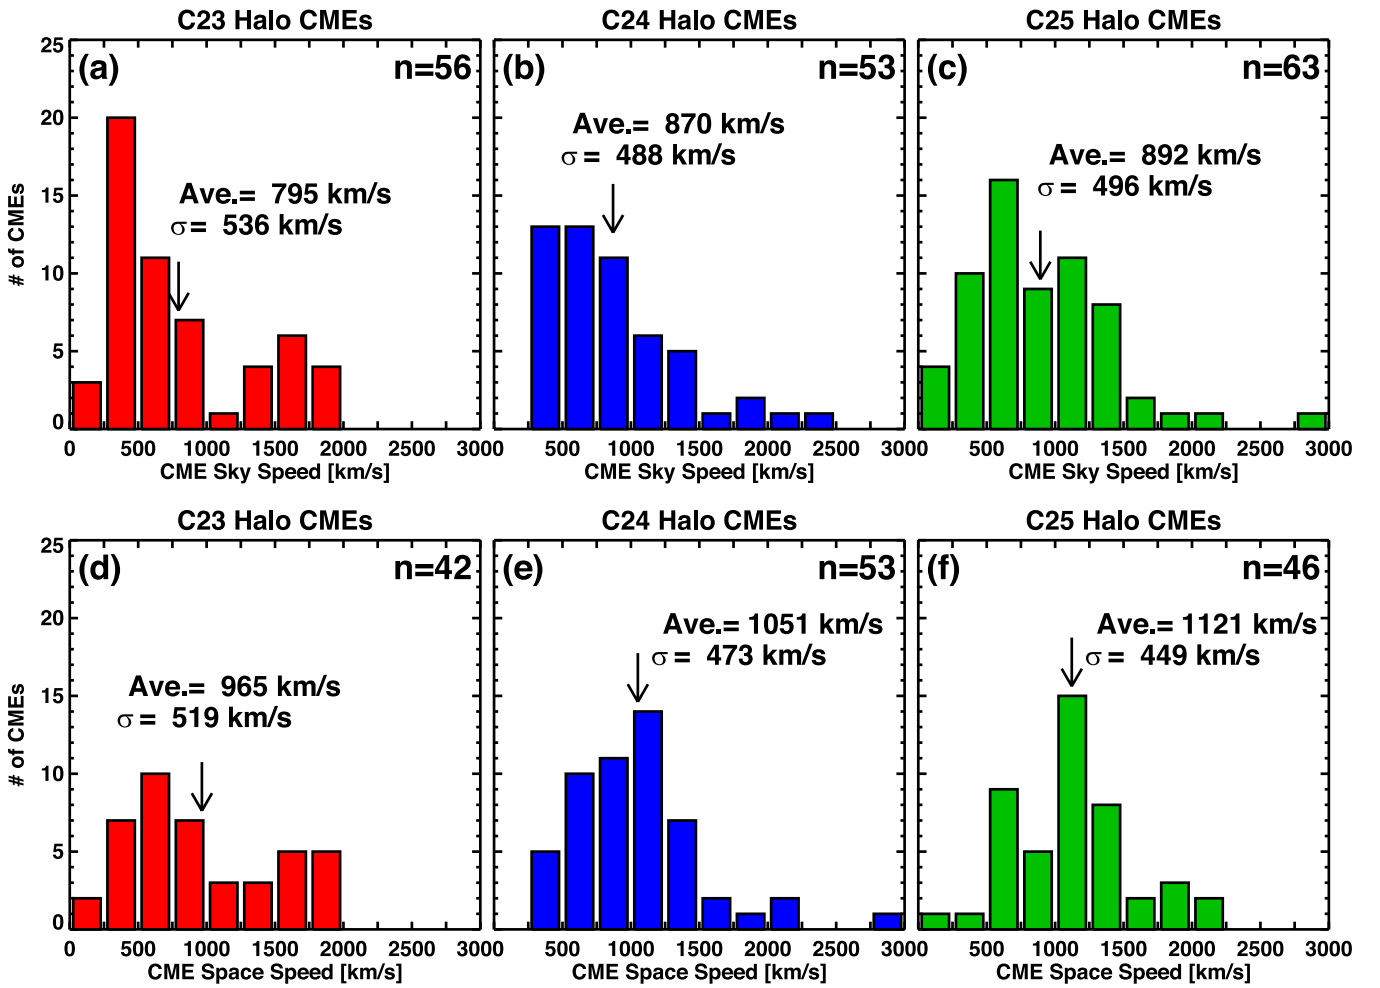 C23 Halo CMEs
C24 Halo CMEs
C25 Halo CMEs
25
20
15
10
5
0
# of CMEs
(a)
n=56
Ave.= 795 km/s
σ = 536 km/s
0 500 1000 1500 2000
CME Sky Speed [km/s]
(b)
n=53
Ave.= 870 km/s
σ = 488 km/s
3000 500 1000 1500 2000 2500
CME Sky Speed [km/s]
(c)
n=63
Ave.= 892 km/s
σ = 496 km/s
3000 500 1000 1500 2000 2500 3000
CME Sky Speed [km/s]
C23 Halo CMEs
C24 Halo CMEs
C25 Halo CMEs
25
20
15
10
5
0
# of CMEs
(d)
n=42
Ave.= 965 km/s
σ = 519 km/s
0 500 1000 1500 2000
CME Space Speed [km/s]
(e)
n=53
Ave.= 1051 km/s
σ = 473 km/s
3000 500 1000 1500 2000 2500
CME Space Speed [km/s]
(f)
n=46
Ave.= 1121 km/s
σ = 449 km/s
3000 500 1000 1500 2000 2500 3000
CME Space Speed [km/s]